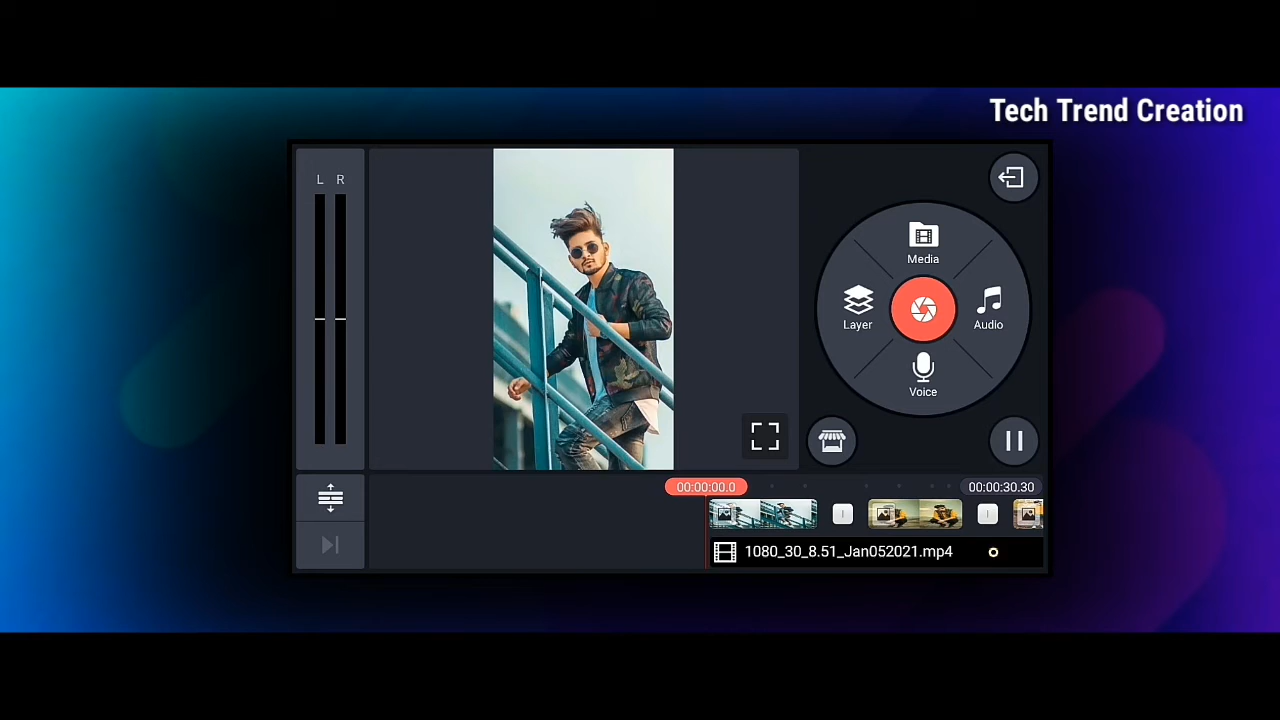 Tech Trend Creation
L R
Media
Layer
Audio
Voice
00:00:00.0
00:00:30.30
1080_30_8.51_Jan052021.mp4